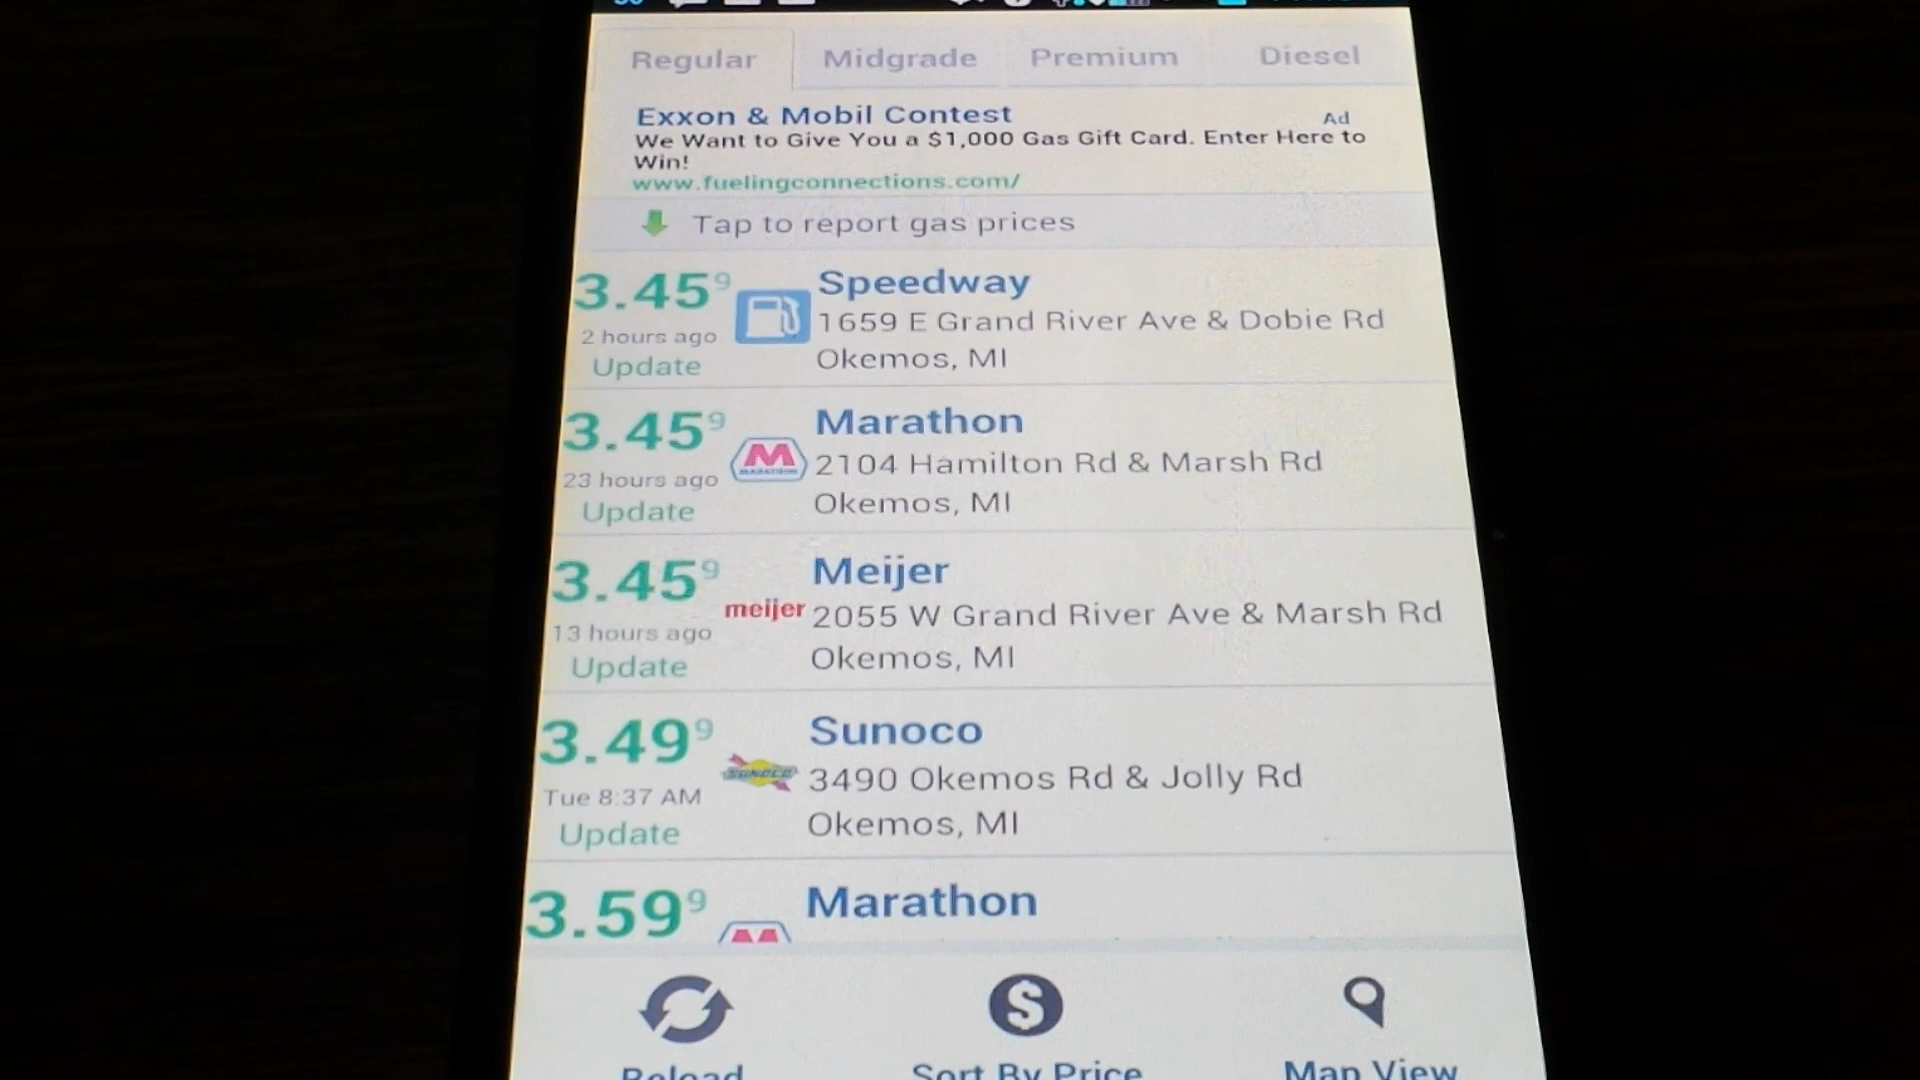 Regular Midgrade Premium Diesel
Exxon & Mobil Contest Ad
We Want to Give You a $1,000 Gas Gift Card. Enter Here to
Win!
www.fuelingconnections.com/
Tap to report gas prices
3.459 Speedway
1659 E Grand River Ave & Dobie Rd
2 hours ago
Okemos, MI
Update
3.459 Marathon
MARATHON
2104 Hamilton Rd & Marsh Rd
23 hours ago
Okemos, MI
Update
3.459 Meijer
meijer 2055 W Grand River Ave & Marsh Rd
13 hours ago
Okemos, MI
Update
3.499 Sunoco
SUNOCO 3490 Okemos Rd & Jolly Rd
Tue 8:37 AM
Okemos, MI
Update
3.599 Marathon
Reload Sort By Price Map View